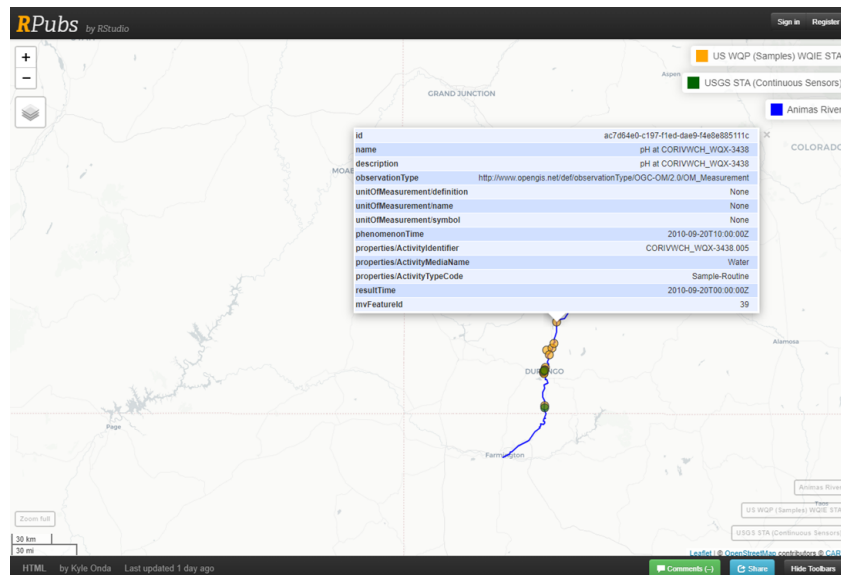 RPubs by RStudio
Sign in Register
+
−
US WQP (Samples) WQIE STA
USGS STA (Continuous Sensors)
Animas River
Aspen
GRAND JUNCTION
COLORADO
MOAB
id ac7d64e0-c197-f1ed-dae9-f4e8e885111c
name pH at CORIVWCH_WQX-3438
description pH at CORIVWCH_WQX-3438
observationType http://www.opengis.net/def/observationType/OGC-OM/2.0/OM_Measurement
unitOfMeasurement/definition None
unitOfMeasurement/name None
unitOfMeasurement/symbol None
phenomenonTime 2010-09-20T10:00:00Z
properties/ActivityIdentifier CORIVWCH_WQX-3438.005
properties/ActivityMediaName Water
properties/ActivityTypeCode Sample-Routine
resultTime 2010-09-20T00:00:00Z
mvFeatureId 39
×
Alamosa
DURANGO
Page
Farmington
Animas River
Taos
US WQP (Samples) WQIE STA
USGS STA (Continuous Sensors)
Zoom full
30 km
30 mi
Leaflet | © OpenStreetMap contributors © CAR
HTML by Kyle Onda Last updated 1 day ago
Comments (–) Share Hide Toolbars